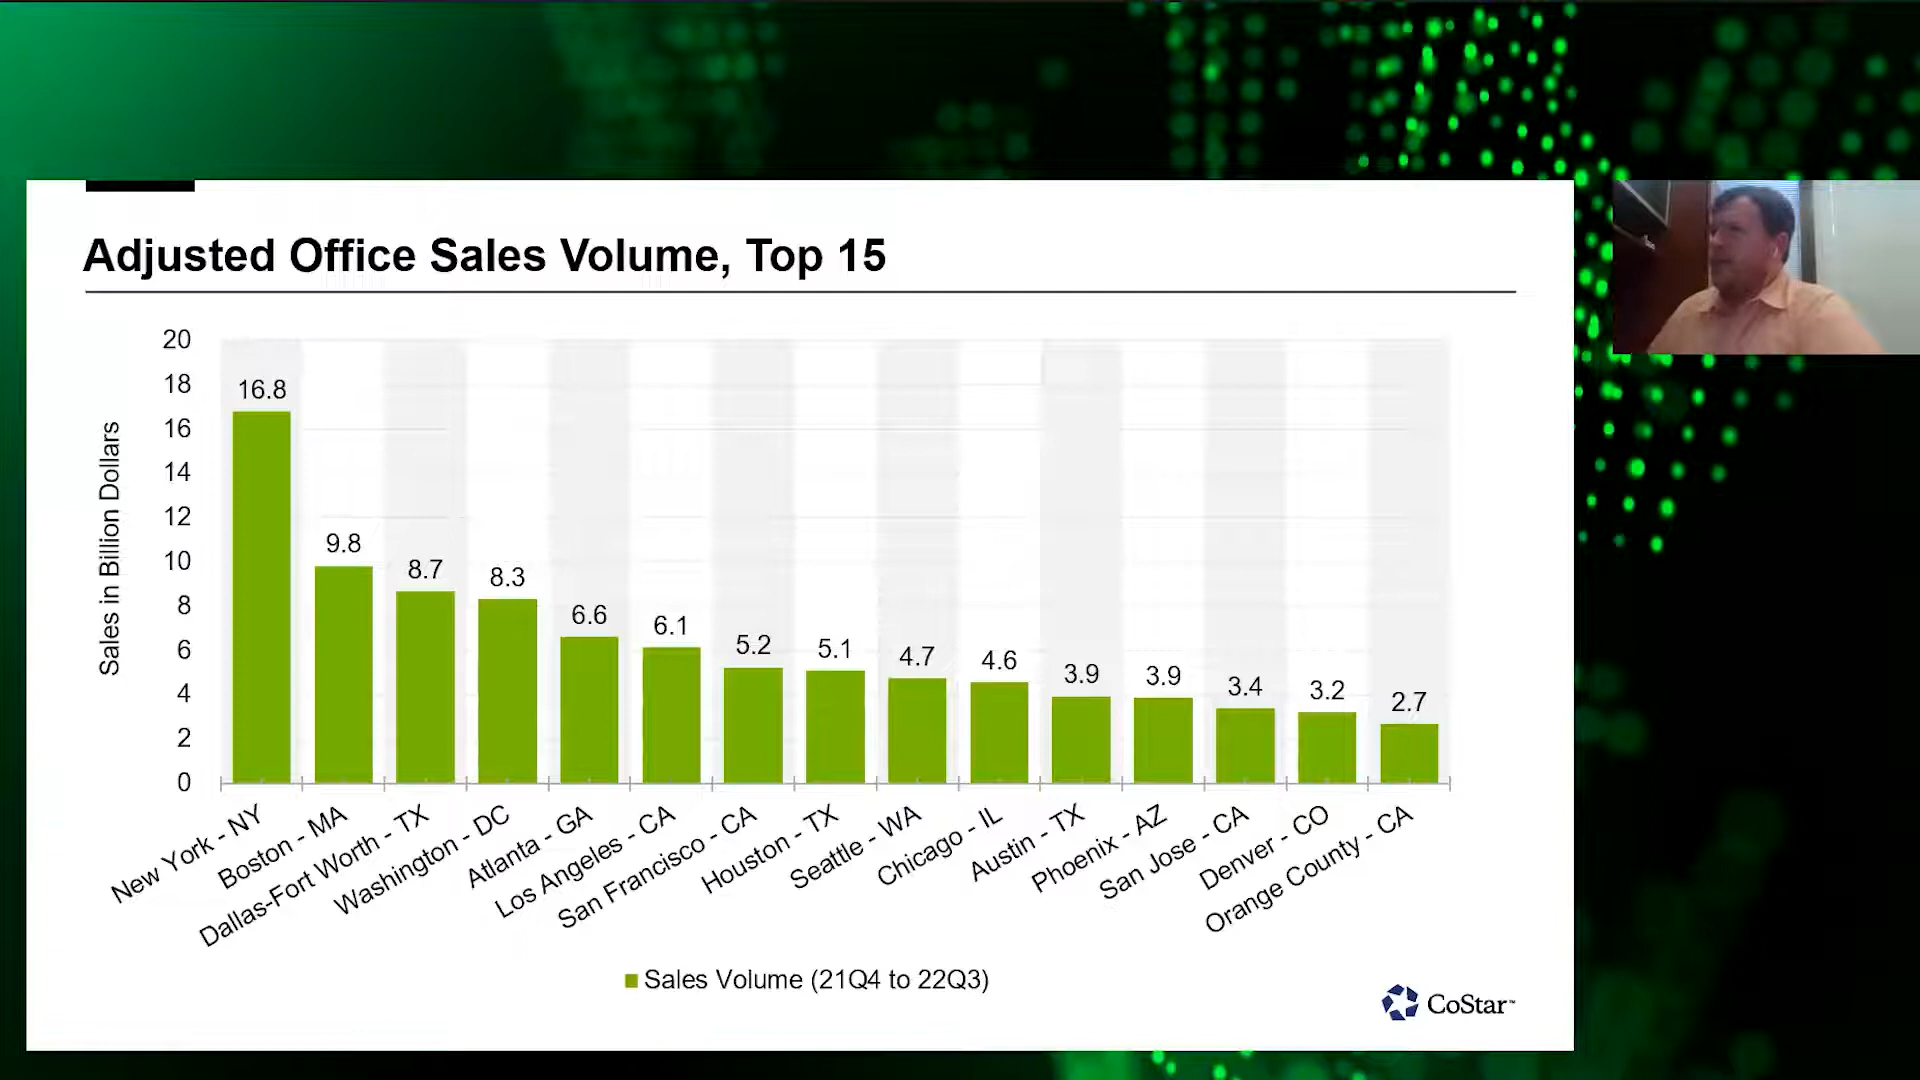 Adjusted Office Sales Volume, Top 15
Sales in Billion Dollars
20
18
16
14
12
10
8
6
4
2
0
16.8
9.8
8.7
8.3
6.6
6.1
5.2
5.1
4.7
4.6
3.9
3.9
3.4
3.2
2.7
New York - NY
Boston - MA
Dallas-Fort Worth - TX
Washington - DC
Atlanta - GA
Los Angeles - CA
San Francisco - CA
Houston - TX
Seattle - WA
Chicago - IL
Austin - TX
Phoenix - AZ
San Jose - CA
Denver - CO
Orange County - CA
Sales Volume (21Q4 to 22Q3)
CoStar™